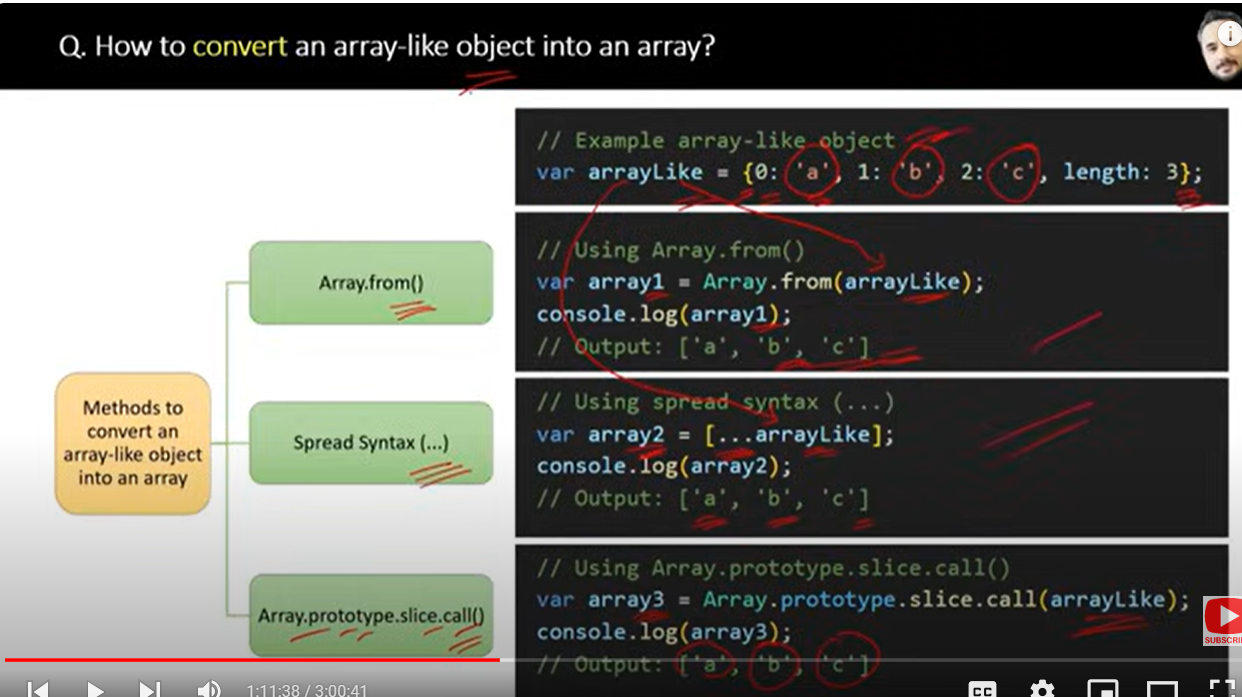 Q. How to convert an array-like object into an array?
// Example array-like object
var arrayLike = {0: 'a', 1: 'b', 2: 'c', length: 3};
Array.from()
// Using Array.from()
var array1 = Array.from(arrayLike);
console.log(array1);
// Output: ['a', 'b', 'c']
Methods to
convert an
array-like object
into an array
Spread Syntax (...)
// Using spread syntax (...)
var array2 = [...arrayLike];
console.log(array2);
// Output: ['a', 'b', 'c']
Array.prototype.slice.call()
// Using Array.prototype.slice.call()
var array3 = Array.prototype.slice.call(arrayLike);
console.log(array3);
// Output: ['a', 'b', 'c']
SUBSCRI
1:11:38 / 3:00:41
CC